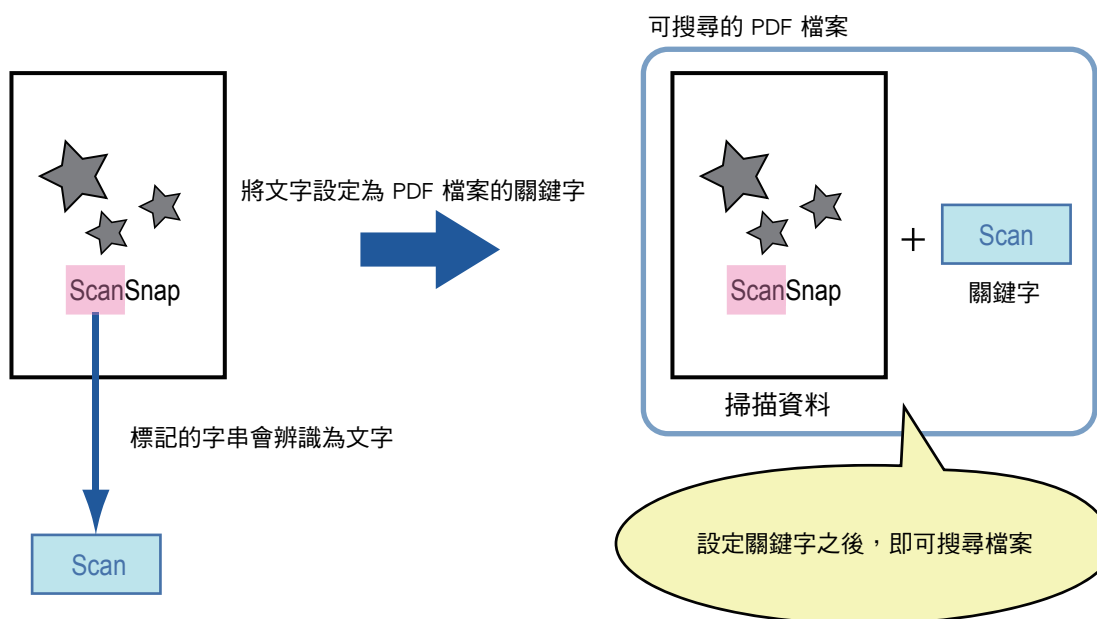 可搜尋的 PDF 檔案
將文字設定為 PDF 檔案的關鍵字
ScanSnap
標記的字串會辨識為文字
Scan
ScanSnap
掃描資料
+
Scan
關鍵字
設定關鍵字之後，即可搜尋檔案